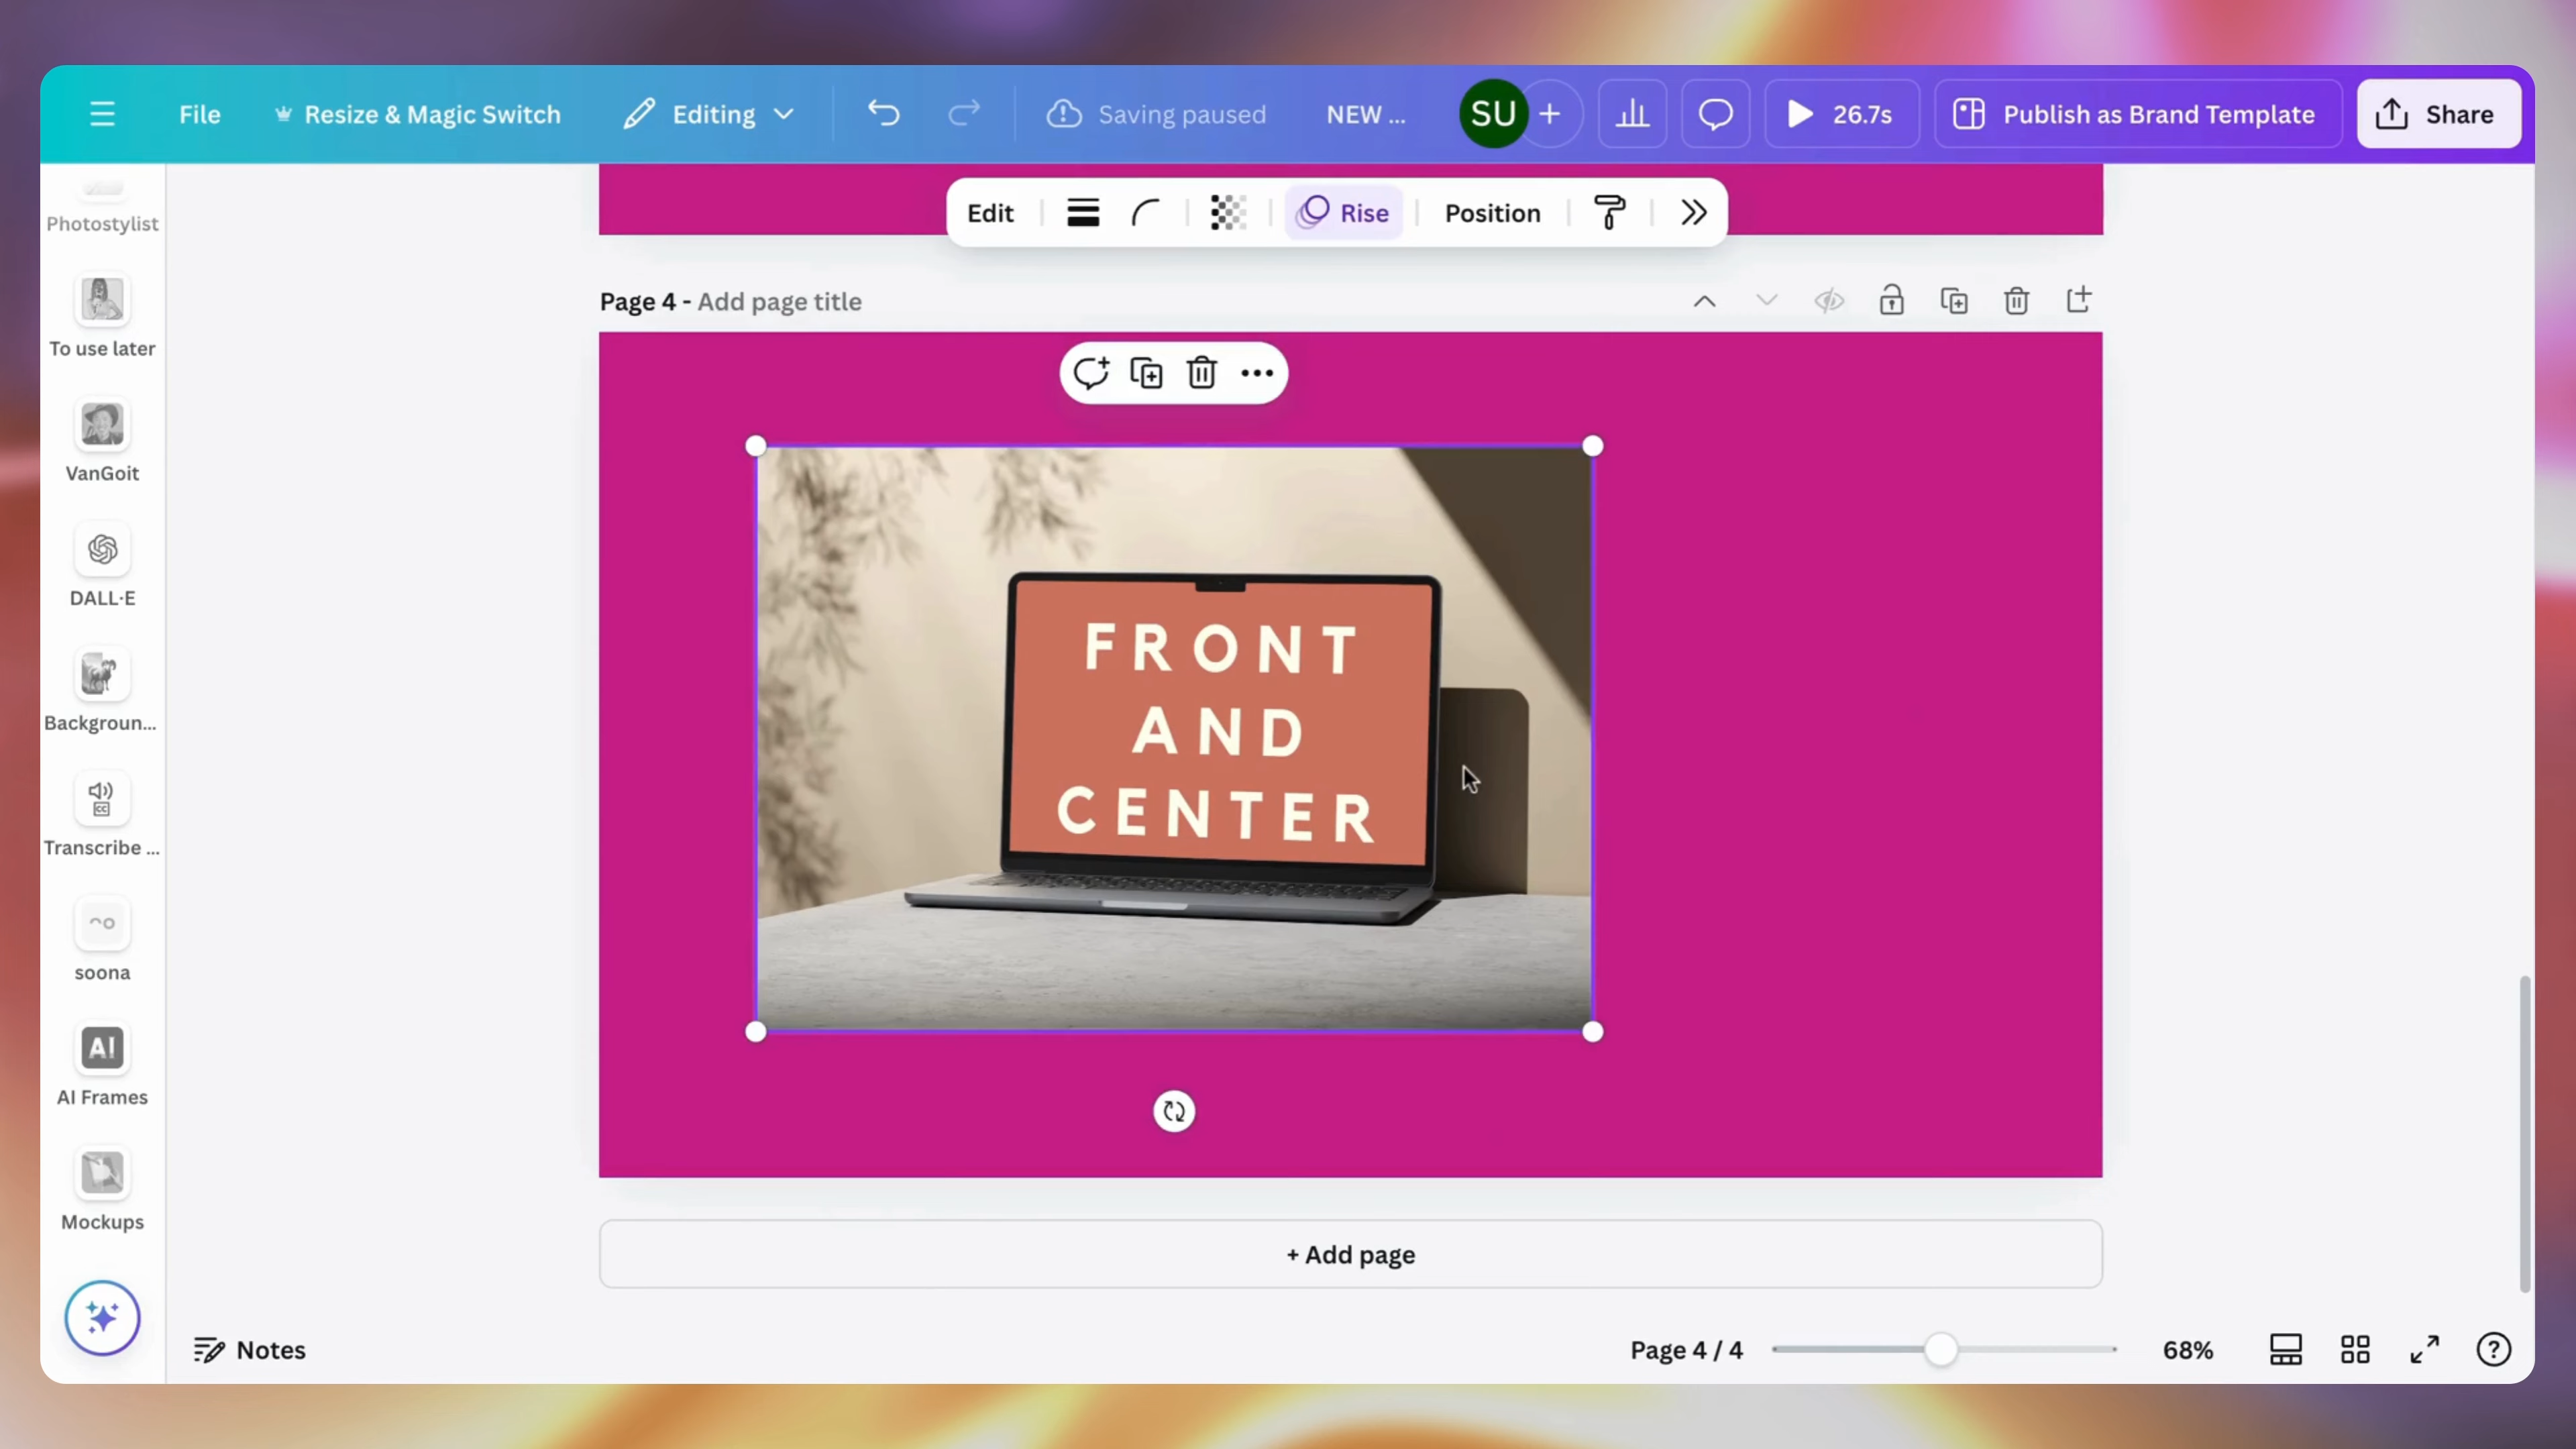 File
Resize & Magic Switch
Editing
Saving paused
NEW ...
SU
26.7s
Publish as Brand Template
Share
Edit
Rise
Position
Photostylist
To use later
VanGoit
DALL·E
Backgroun...
CC
Transcribe ...
soona
AI
AI Frames
Mockups
Page 4 - Add page title
FRONT
AND
CENTER
+ Add page
Notes
Page 4 / 4
68%